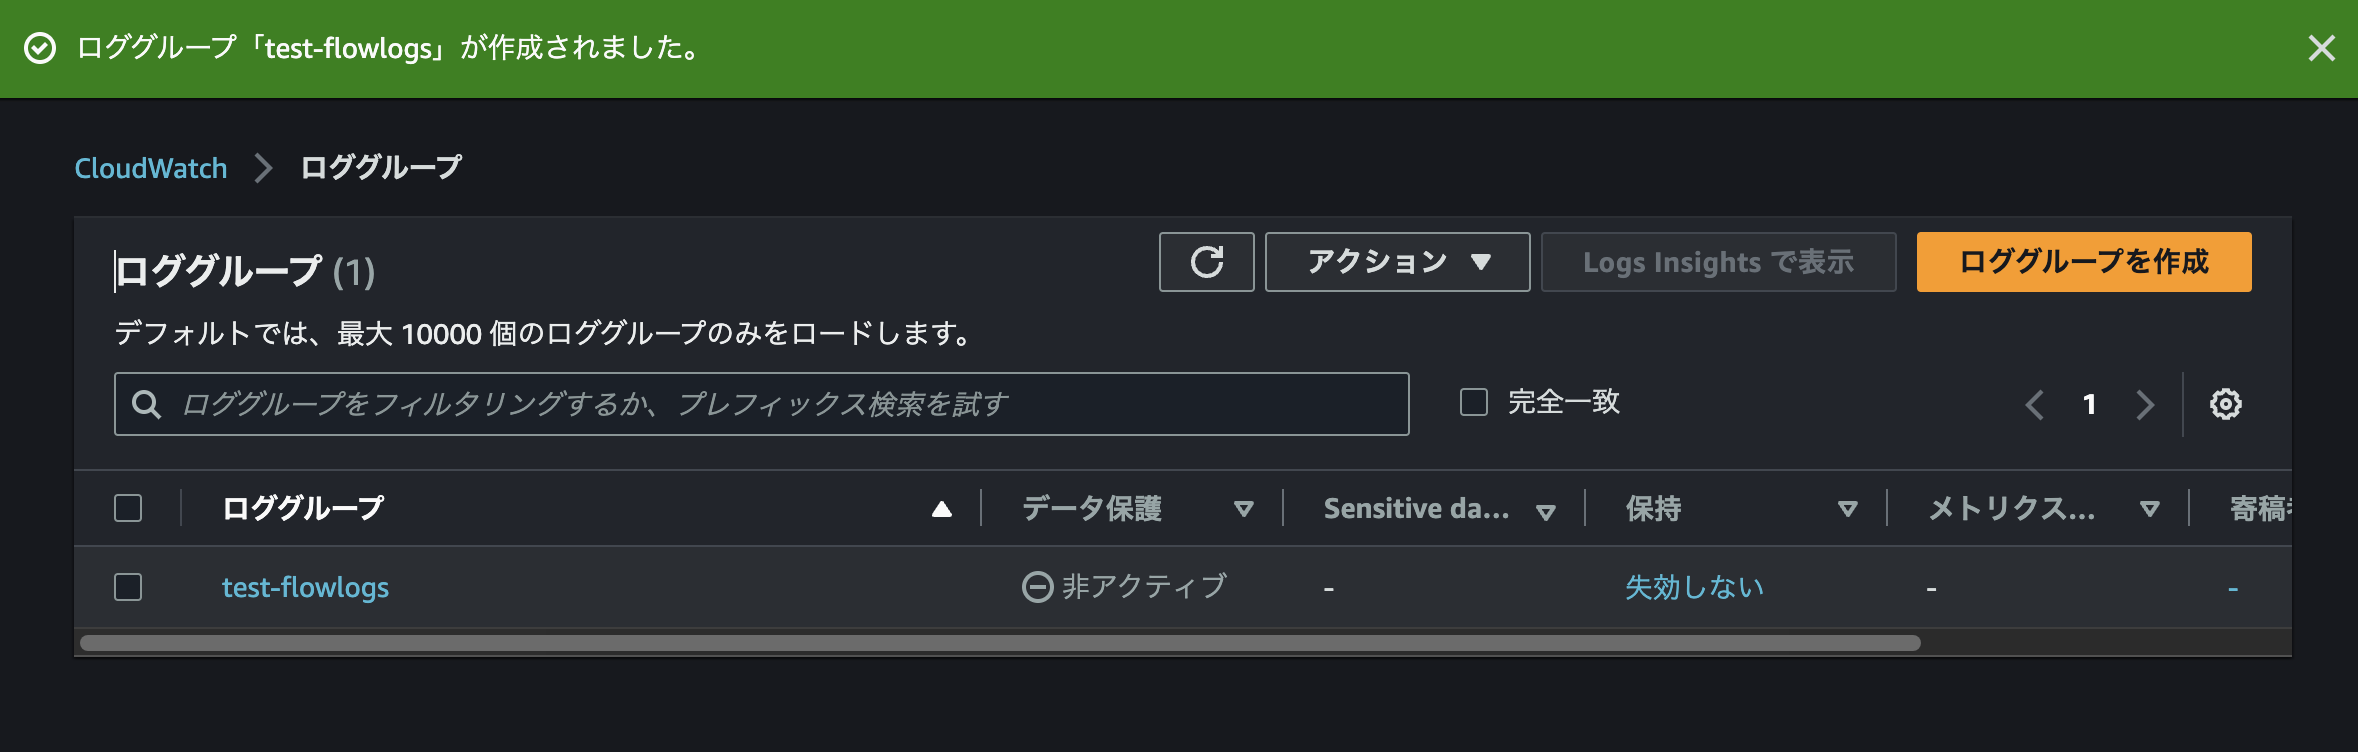 ロググループ「test-flowlogs」が作成されました。
CloudWatch
ロググループ
ロググループ (1)
アクション
Logs Insights で表示
ロググループを作成
デフォルトでは、最大 10000 個のロググループのみをロードします。
ロググループをフィルタリングするか、プレフィックス検索を試す
完全一致
1
ロググループ
データ保護
Sensitive da...
保持
メトリクス...
寄稿
test-flowlogs
非アクティブ
-
失効しない
-
-